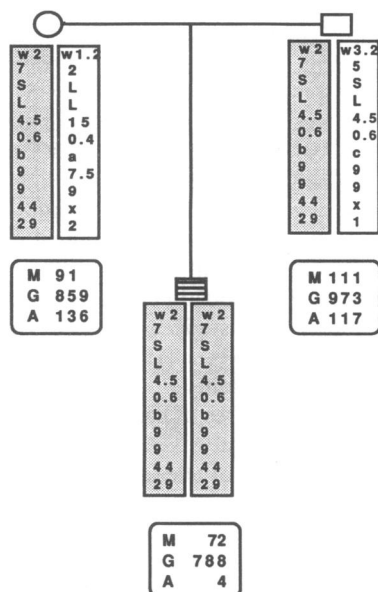 w2 w1.2 w2 w3.2
7 2 7 5
S L S S
L L L L
4.5 15 4.5 4.5
0.6 0.4 0.6 0.6
b a b c
9 7.5 9 9
9 9 9 9
44 x 44 x
29 2 29 1
M 91
G 859
A 136
M 111
G 973
A 117
w2 w2
7 7
S S
L L
4.5 4.5
0.6 0.6
b b
9 9
9 9
44 44
29 29
M 72
G 788
A 4